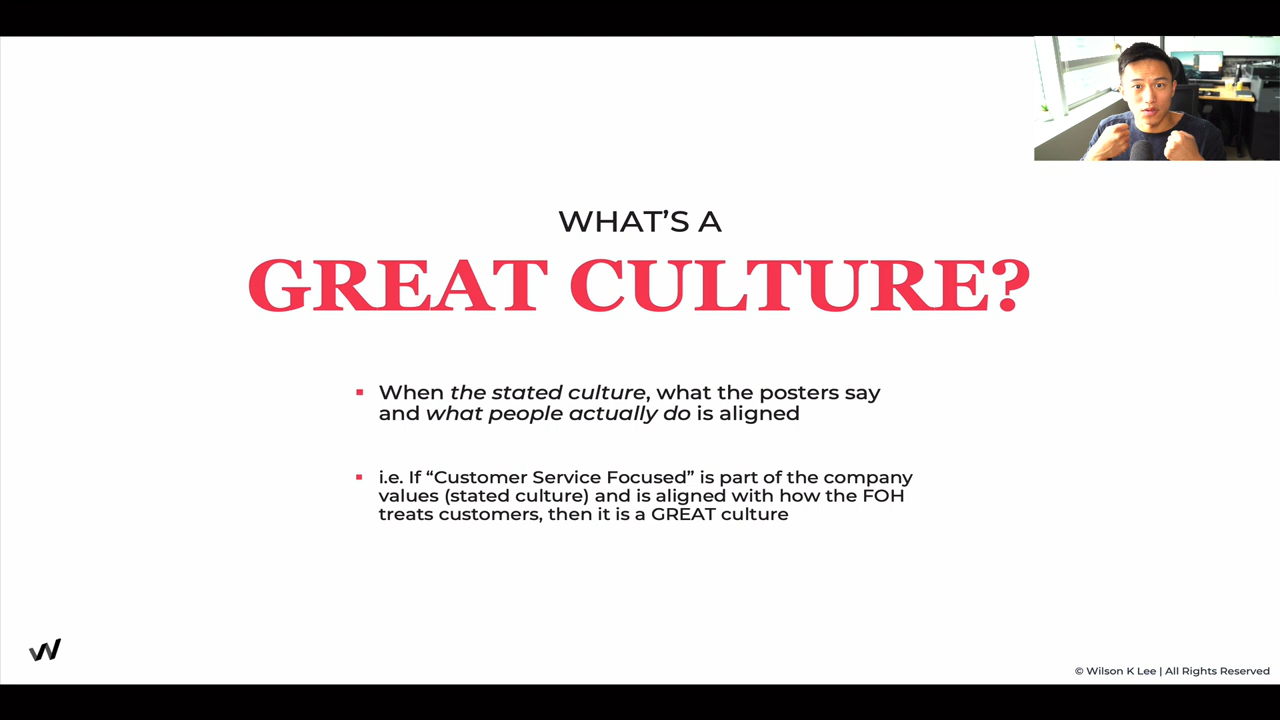 WHAT’S A
GREAT CULTURE?
When the stated culture, what the posters say
and what people actually do is aligned
i.e. If “Customer Service Focused” is part of the company
values (stated culture) and is aligned with how the FOH
treats customers, then it is a GREAT culture
© Wilson K Lee | All Rights Reserved